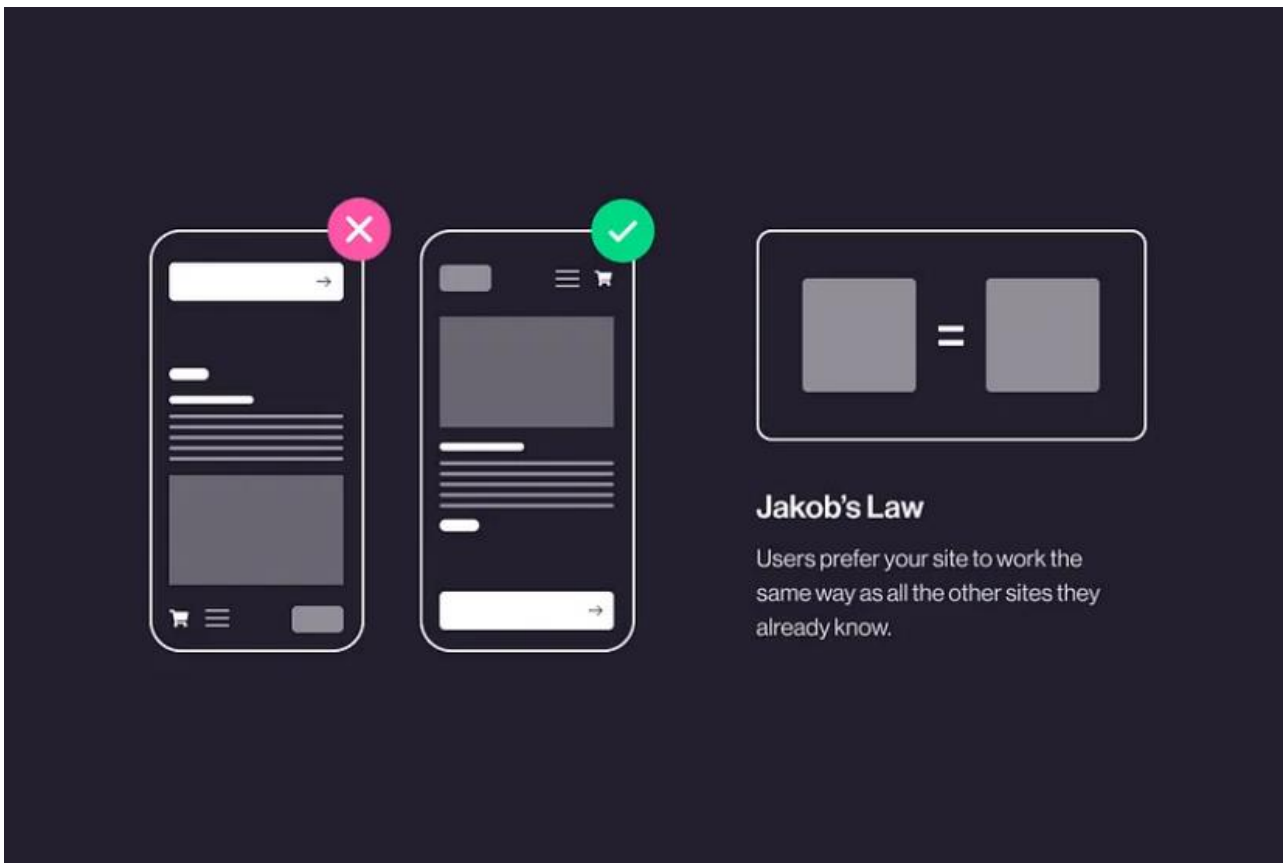 Jakob’s Law
Users prefer your site to work the
same way as all the other sites they
already know.